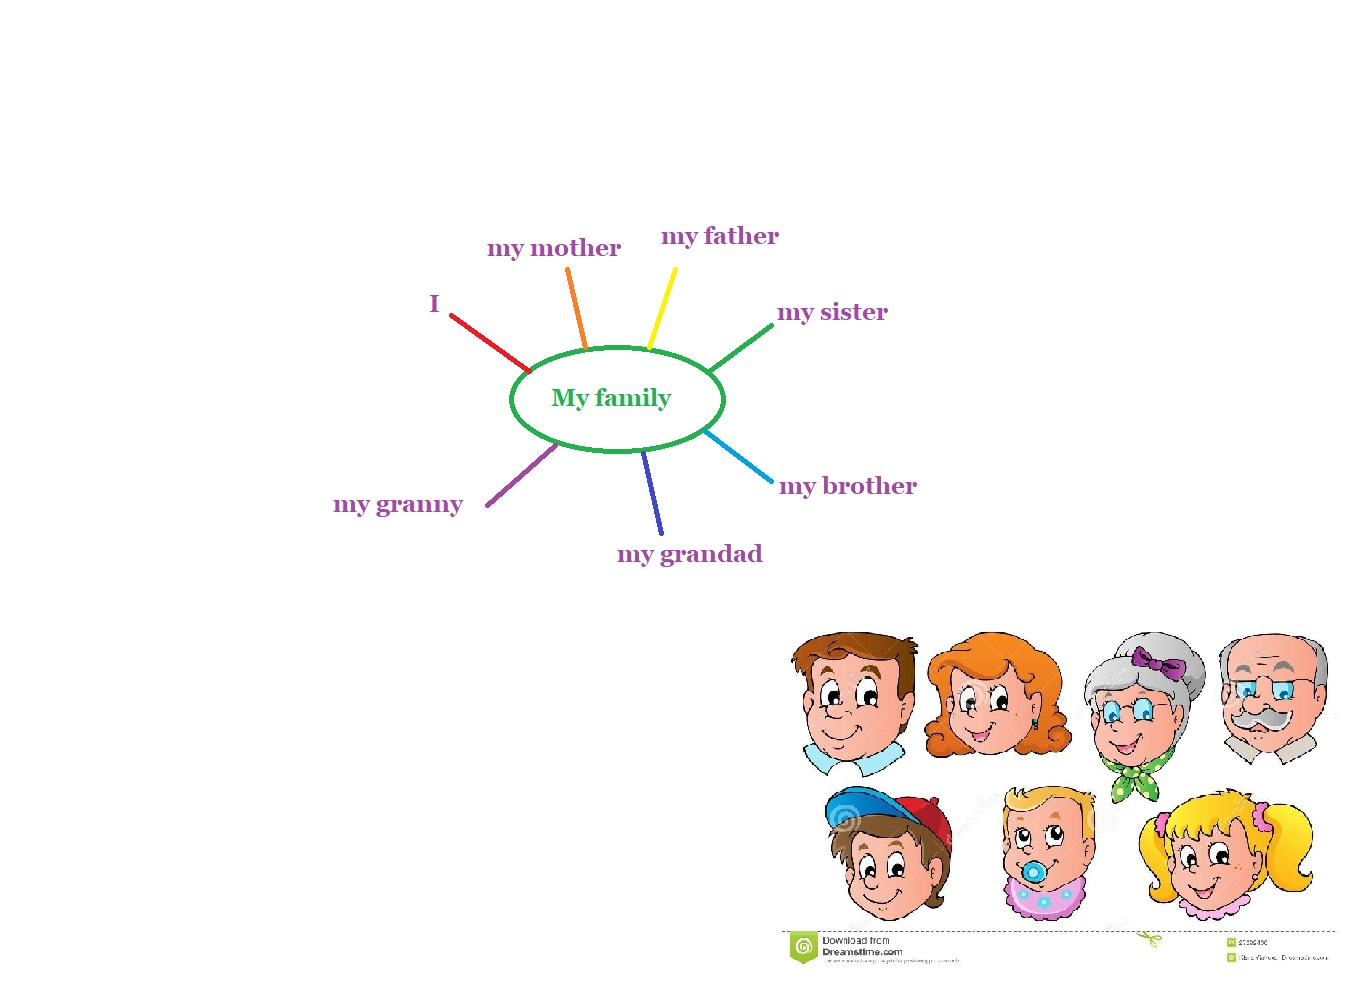 my father
my mother
I
my sister
My family
my brother
my granny
my grandad
Download from
Dreamstime.com